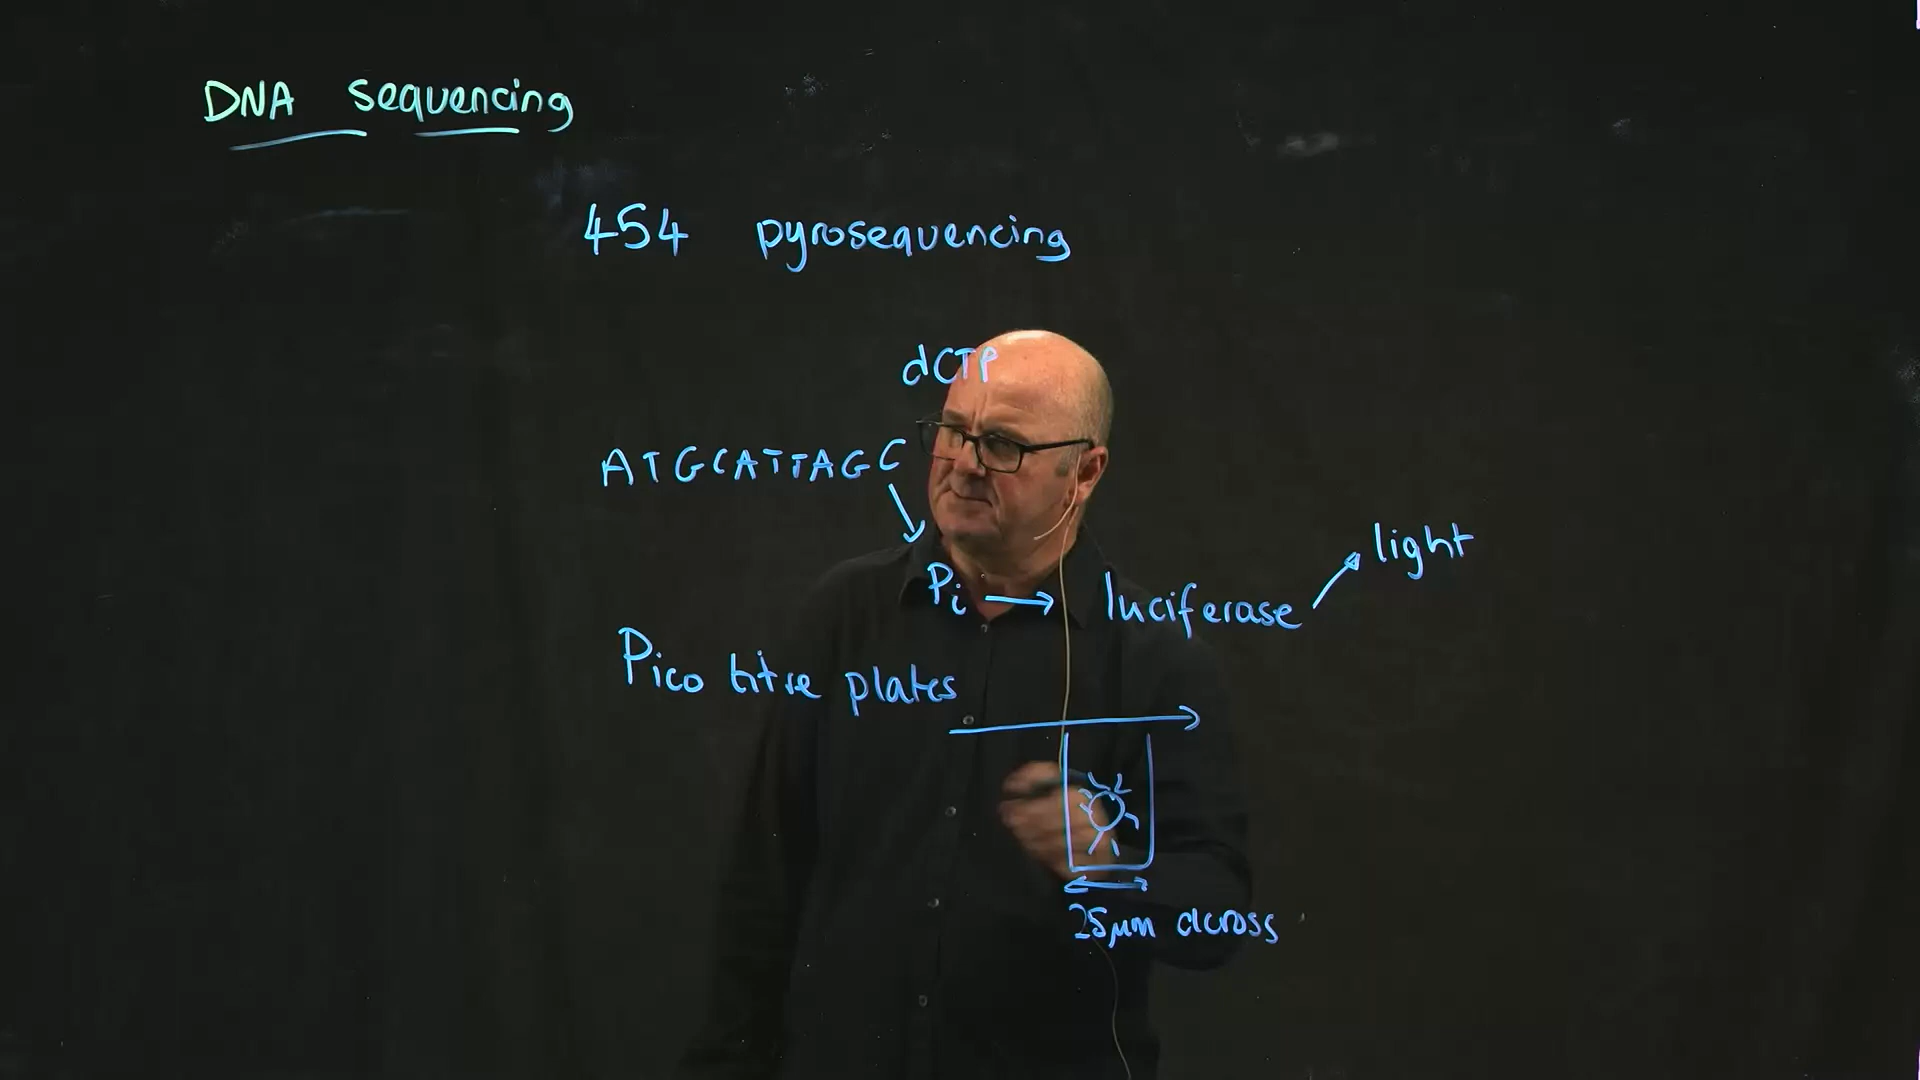 DNA sequencing
454 pyrosequencing
dCTP
ATGCATTAGC
Pi → luciferase
light
Pico titre plates
25μm across